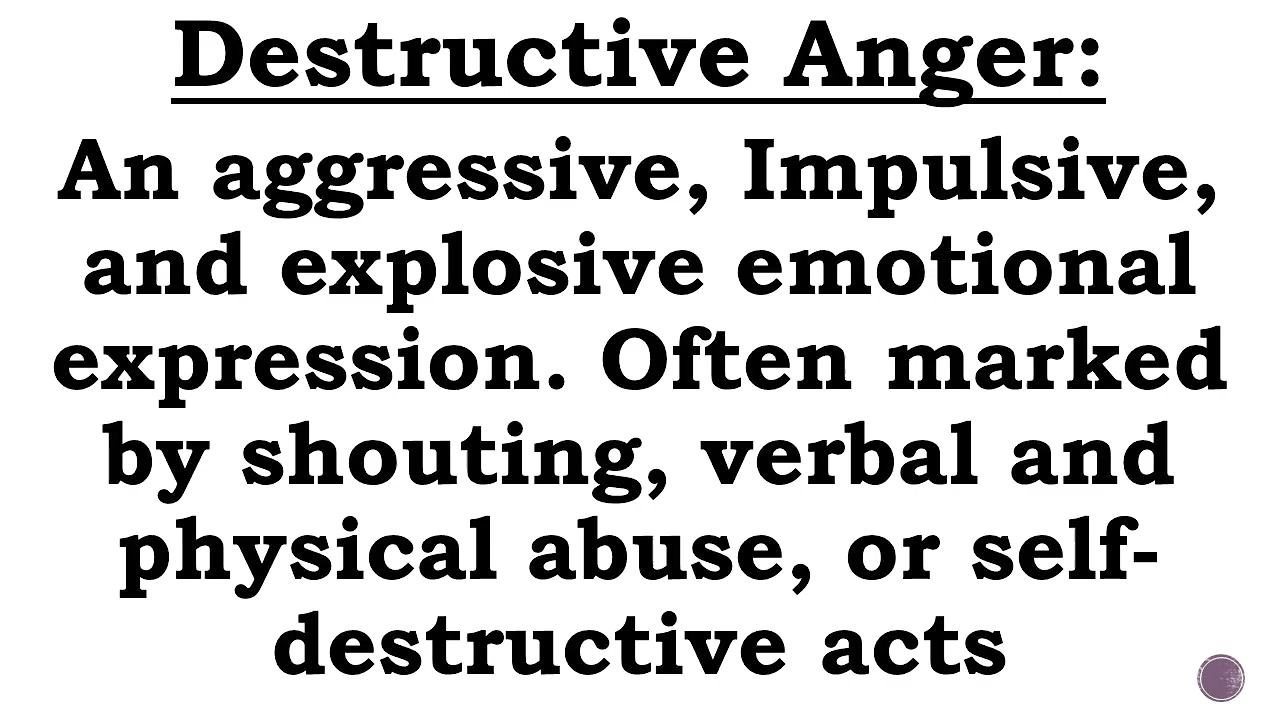 Destructive Anger:
An aggressive, Impulsive,
and explosive emotional
expression. Often marked
by shouting, verbal and
physical abuse, or self-
destructive acts